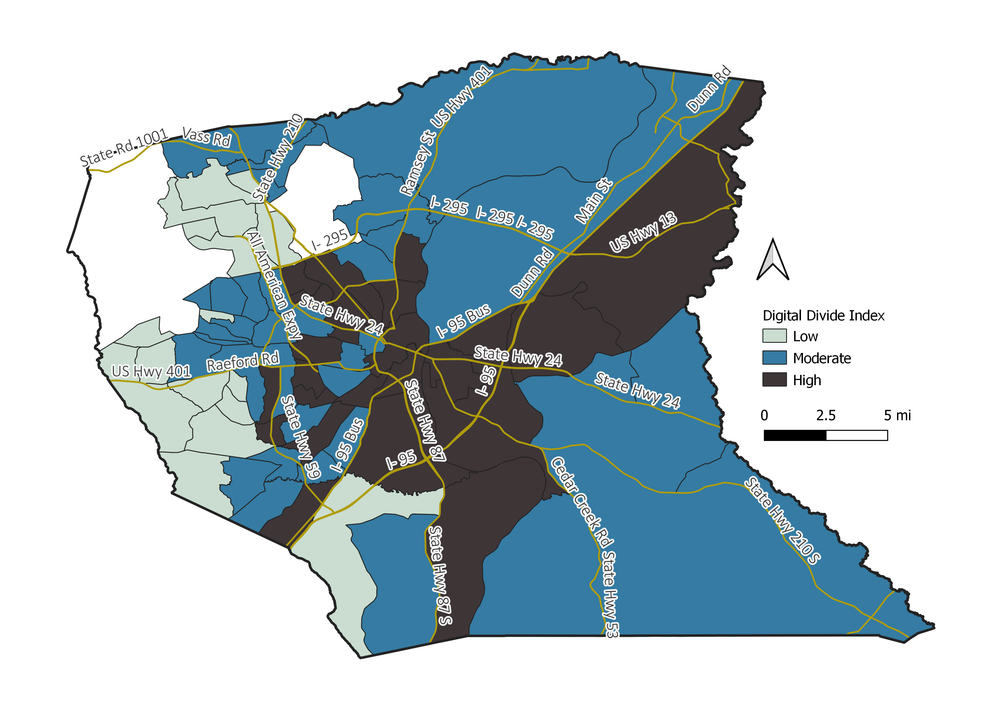 US Hwy 401
Dunn Rd
State Hwy 210
State Rd 1001
Vass Rd
Ramsey St
I- 295
I- 295
I- 295
Main St
US Hwy 13
I- 295
All American Expy
Dunn Rd
State Hwy 24
I- 95 Bus
Digital Divide Index
Low
Moderate
High
Raeford Rd
US Hwy 401
State Hwy 24
I- 95
State Hwy 24
State Hwy 59
State Hwy 87
I- 95 Bus
I- 95
0 2.5 5 mi
Cedar Creek Rd
State Hwy 210 S
State Hwy 87 S
State Hwy 53